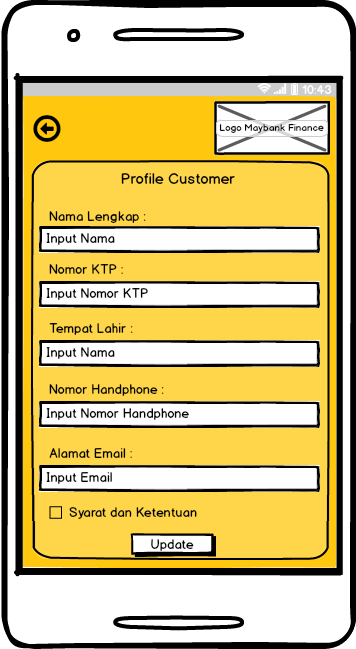 10:43
Logo Maybank Finance
Profile Customer
Nama Lengkap :
Input Nama
Nomor KTP :
Input Nomor KTP
Tempat Lahir :
Input Nama
Nomor Handphone :
Input Nomor Handphone
Alamat Email :
Input Email
Syarat dan Ketentuan
Update